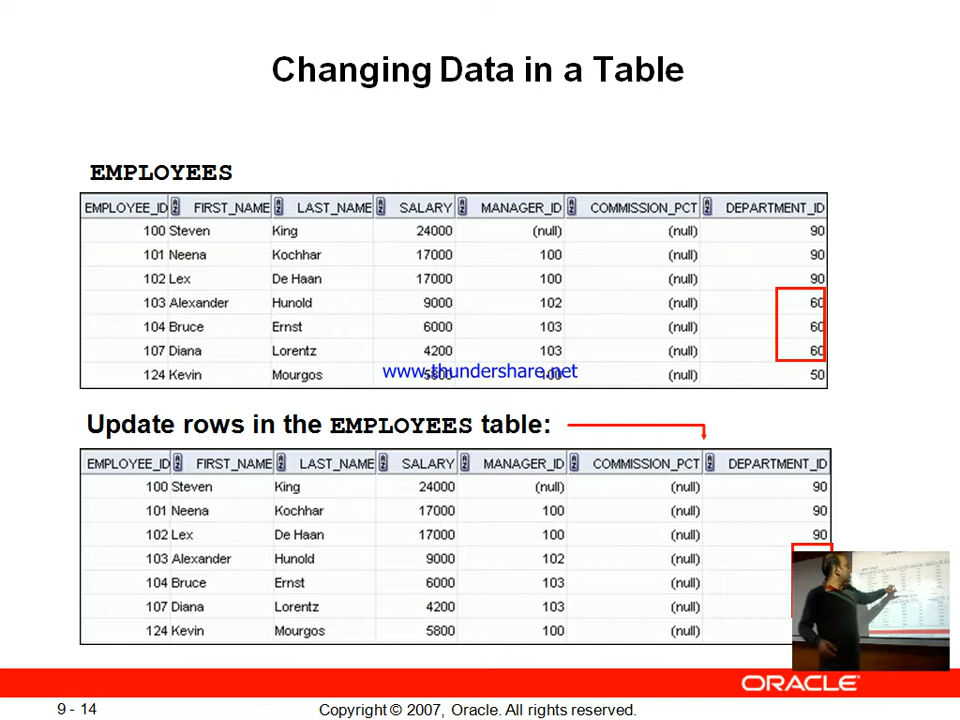 Changing Data in a Table
EMPLOYEES
EMPLOYEE_ID FIRST_NAME LAST_NAME SALARY MANAGER_ID COMMISSION_PCT DEPARTMENT_ID
100 Steven King 24000 (null) (null) 90
101 Neena Kochhar 17000 100 (null) 90
102 Lex De Haan 17000 100 (null) 90
103 Alexander Hunold 9000 102 (null) 60
104 Bruce Ernst 6000 103 (null) 60
107 Diana Lorentz 4200 103 (null) 60
124 Kevin Mourgos 5800 100 (null) 50
www.thundershare.net
Update rows in the EMPLOYEES table:
EMPLOYEE_ID FIRST_NAME LAST_NAME SALARY MANAGER_ID COMMISSION_PCT DEPARTMENT_ID
100 Steven King 24000 (null) (null) 90
101 Neena Kochhar 17000 100 (null) 90
102 Lex De Haan 17000 100 (null) 90
103 Alexander Hunold 9000 102 (null)
104 Bruce Ernst 6000 103 (null)
107 Diana Lorentz 4200 103 (null)
124 Kevin Mourgos 5800 100 (null)
ORACLE
9 - 14 Copyright © 2007, Oracle. All rights reserved.